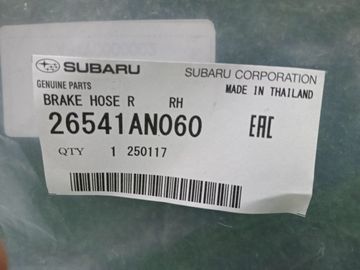 SUBARU
SUBARU CORPORATION
GENUINE PARTS
MADE IN THAILAND
BRAKE HOSE R RH
26541AN060 EAC
QTY 1 250117